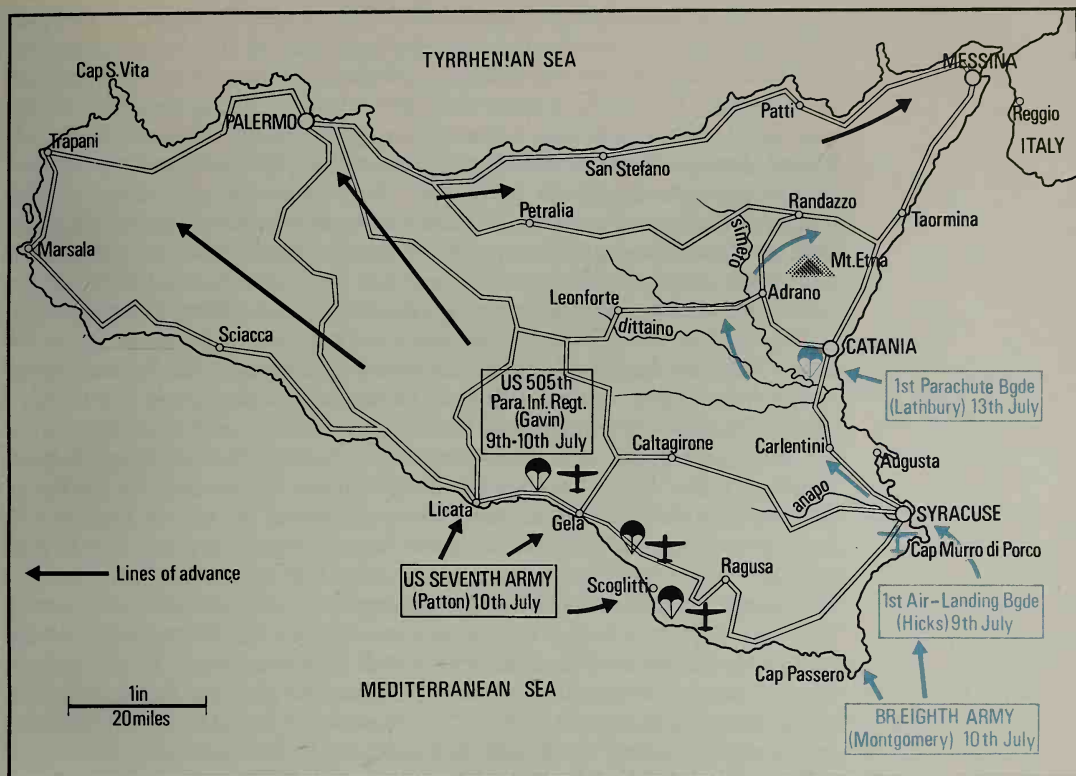 TYRRHENIAN SEA
Cap S.Vita
MESSINA
Patti
Reggio
PALERMO
ITALY
Trapani
San Stefano
Randazzo
Petralia
Taormina
simeto
Marsala
Mt.Etna
Adrano
Leonforte
dittaino
Sciacca
CATANIA
US 505th
Para. Inf. Regt.
(Gavin)
9th-10th July
1st Parachute Bgde
(Lathbury) 13th July
Caltagirone
Carlentini
Augusta
anapo
Licata
Gela
SYRACUSE
Cap Murro di Porco
Lines of advance
US SEVENTH ARMY
(Patton) 10th July
Scoglitti
Ragusa
1st Air-Landing Bgde
(Hicks) 9th July
Cap Passero
1in
20miles
MEDITERRANEAN SEA
BR.EIGHTH ARMY
(Montgomery) 10th July